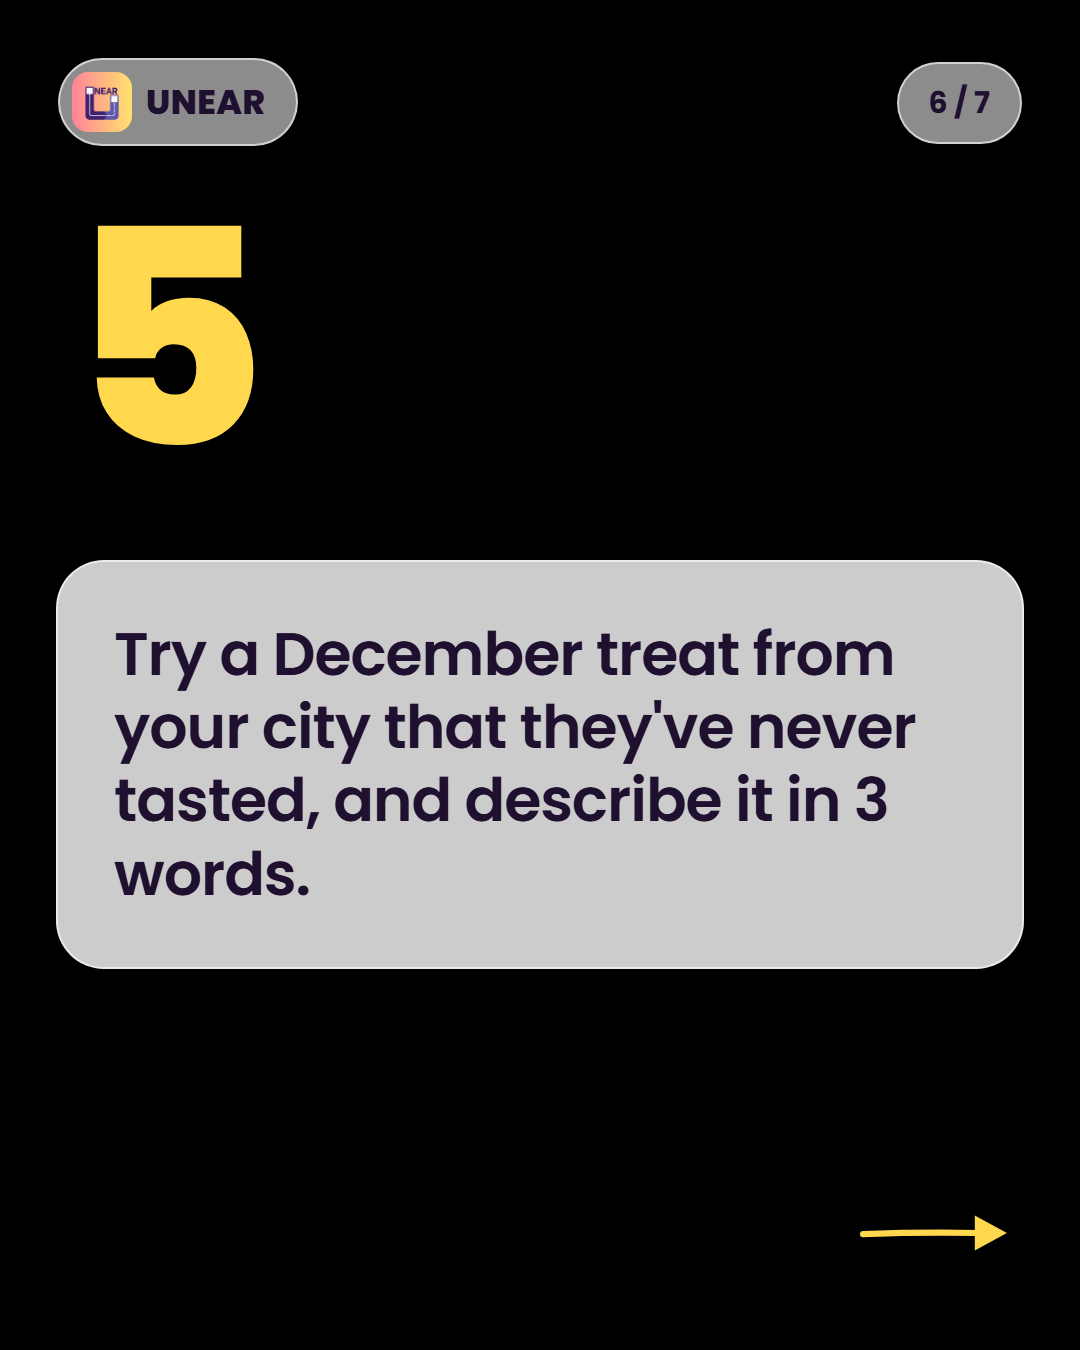 UNEAR
UNEAR
6 / 7
5
Try a December treat from
your city that they've never
tasted, and describe it in 3
words.